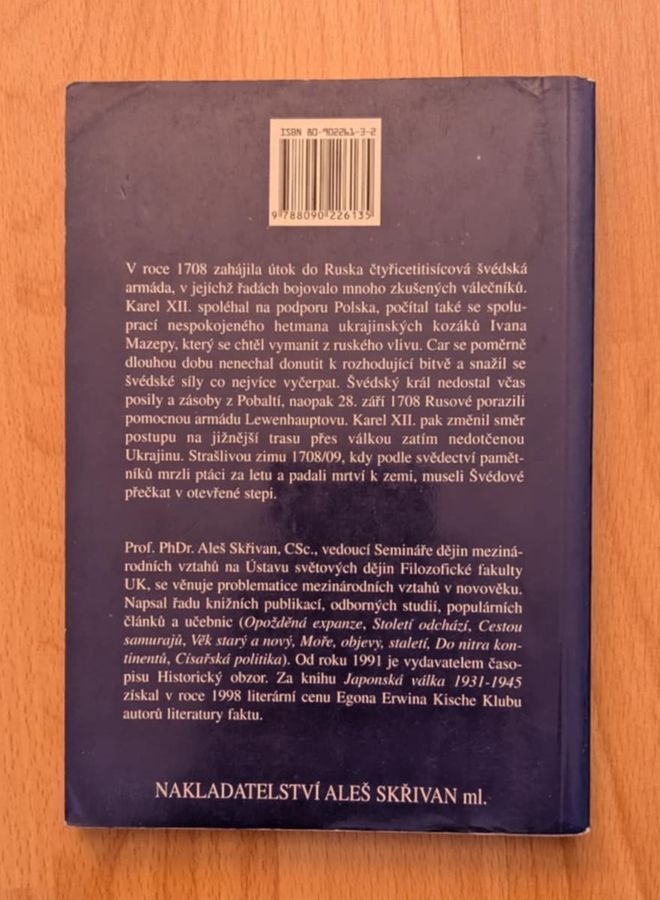 ISBN 80-902261-3-2
9 788090 226135
V roce 1708 zahájila útok do Ruska čtyřicetitisícová švédská
armáda, v jejíchž řadách bojovalo mnoho zkušených válečníků.
Karel XII. spoléhal na podporu Polska, počítal také se spolu-
prací nespokojeného hetmana ukrajinských kozáků Ivana
Mazepy, který se chtěl vymanit z ruského vlivu. Car se poměrně
dlouhou dobu nenechal donutit k rozhodující bitvě a snažil se
švédské síly co nejvíce vyčerpat. Švédský král nedostal včas
posily a zásoby z Pobaltí, naopak 28. září 1708 Rusové porazili
pomocnou armádu Lewenhauptovu. Karel XII. pak změnil směr
postupu na jižnější trasu přes válkou zatím nedotčenou
Ukrajinu. Strašlivou zimu 1708/09, kdy podle svědectví pamět-
níků mrzli ptáci za letu a padali mrtví k zemi, museli Švédové
přečkat v otevřené stepi.
Prof. PhDr. Aleš Skřivan, CSc., vedoucí Semináře dějin meziná-
rodních vztahů na Ústavu světových dějin Filozofické fakulty
UK, se věnuje problematice mezinárodních vztahů v novověku.
Napsal řadu knižních publikací, odborných studií, populárních
článků a učebnic (Opožděná expanze, Století odchází, Cestou
samurajů, Věk starý a nový, Moře, objevy, staletí, Do nitra kon-
tinentů, Císařská politika). Od roku 1991 je vydavatelem časo-
pisu Historický obzor. Za knihu Japonská válka 1931-1945
získal v roce 1998 literární cenu Egona Erwina Kische Klubu
autorů literatury faktu.
NAKLADATELSTVÍ ALEŠ SKŘIVAN ml.